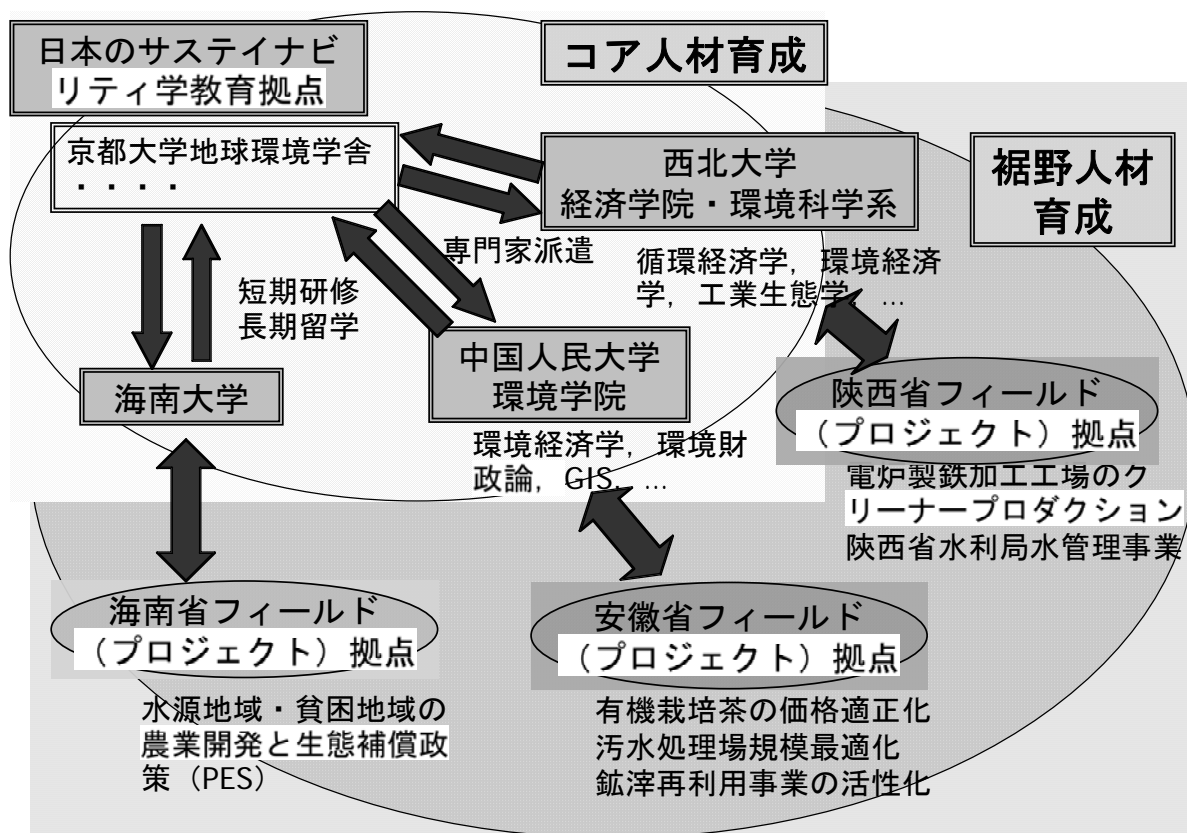 日本のサステイナビ
リティ学教育拠点
コア人材育成
京都大学地球環境学舎
・・・・
西北大学
経済学院・環境科学系
裾野人材
育成
専門家派遣
循環経済学，環境経済
学，工業生態学，…
短期研修
長期留学
中国人民大学
環境学院
海南大学
環境経済学，環境財
政論，GIS，…
陝西省フィールド
（プロジェクト）拠点
電炉製鉄加工工場のク
リーナープロダクション
陝西省水利局水管理事業
海南省フィールド
（プロジェクト）拠点
安徽省フィールド
（プロジェクト）拠点
水源地域・貧困地域の
農業開発と生態補償政
策（PES）
有機栽培茶の価格適正化
汚水処理場規模最適化
鉱滓再利用事業の活性化